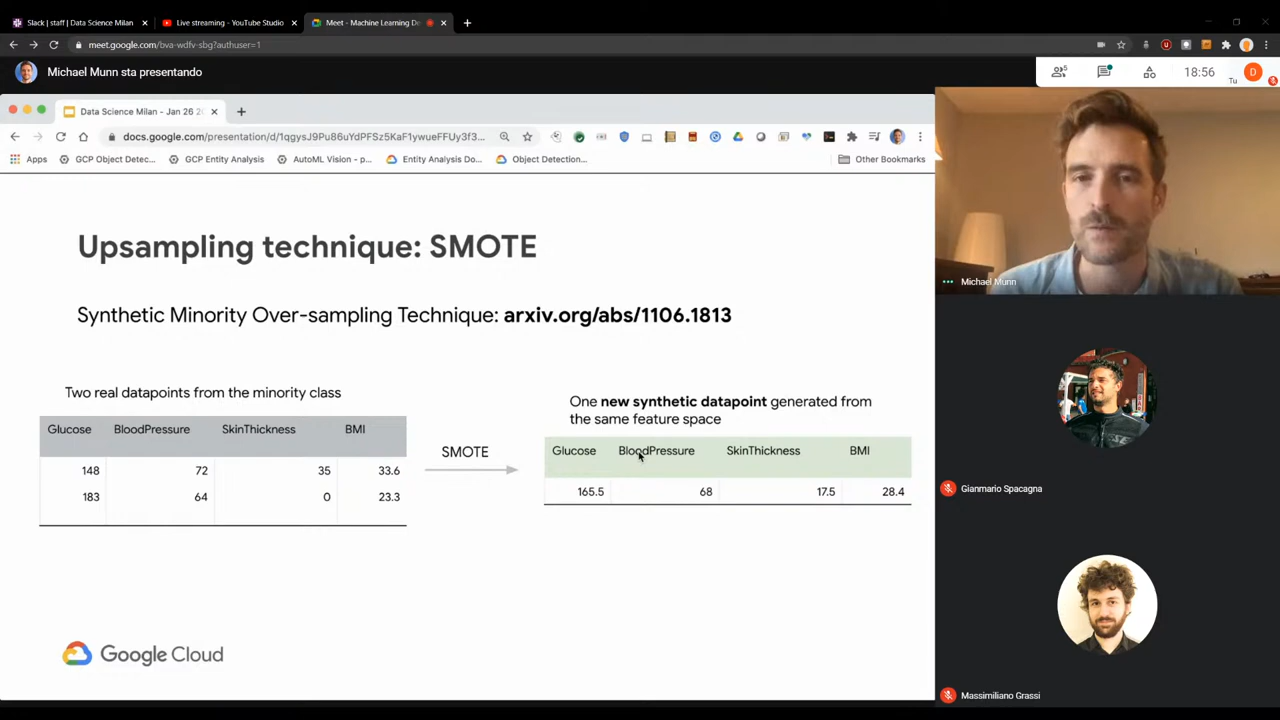 Slack | staff | Data Science Milan
Live streaming - YouTube Studio
Meet - Machine Learning De
meet.google.com/bva-wdfv-sbg?authuser=1
Michael Munn sta presentando
5
18:56
Tu
D
Data Science Milan - Jan 26 20
docs.google.com/presentation/d/1qgysJ9Pu86uYdPFSz5KaF1ywueFFUy3f3...
Apps
GCP Object Detec...
GCP Entity Analysis
AutoML Vision - p...
Entity Analysis Do...
Object Detection...
Other Bookmarks
Upsampling technique: SMOTE
Synthetic Minority Over-sampling Technique: arxiv.org/abs/1106.1813
Two real datapoints from the minority class
Glucose BloodPressure SkinThickness BMI
148 72 35 33.6
183 64 0 23.3
SMOTE
One new synthetic datapoint generated from
the same feature space
Glucose BloodPressure SkinThickness BMI
165.5 68 17.5 28.4
Google Cloud
Michael Munn
Gianmario Spacagna
Massimiliano Grassi